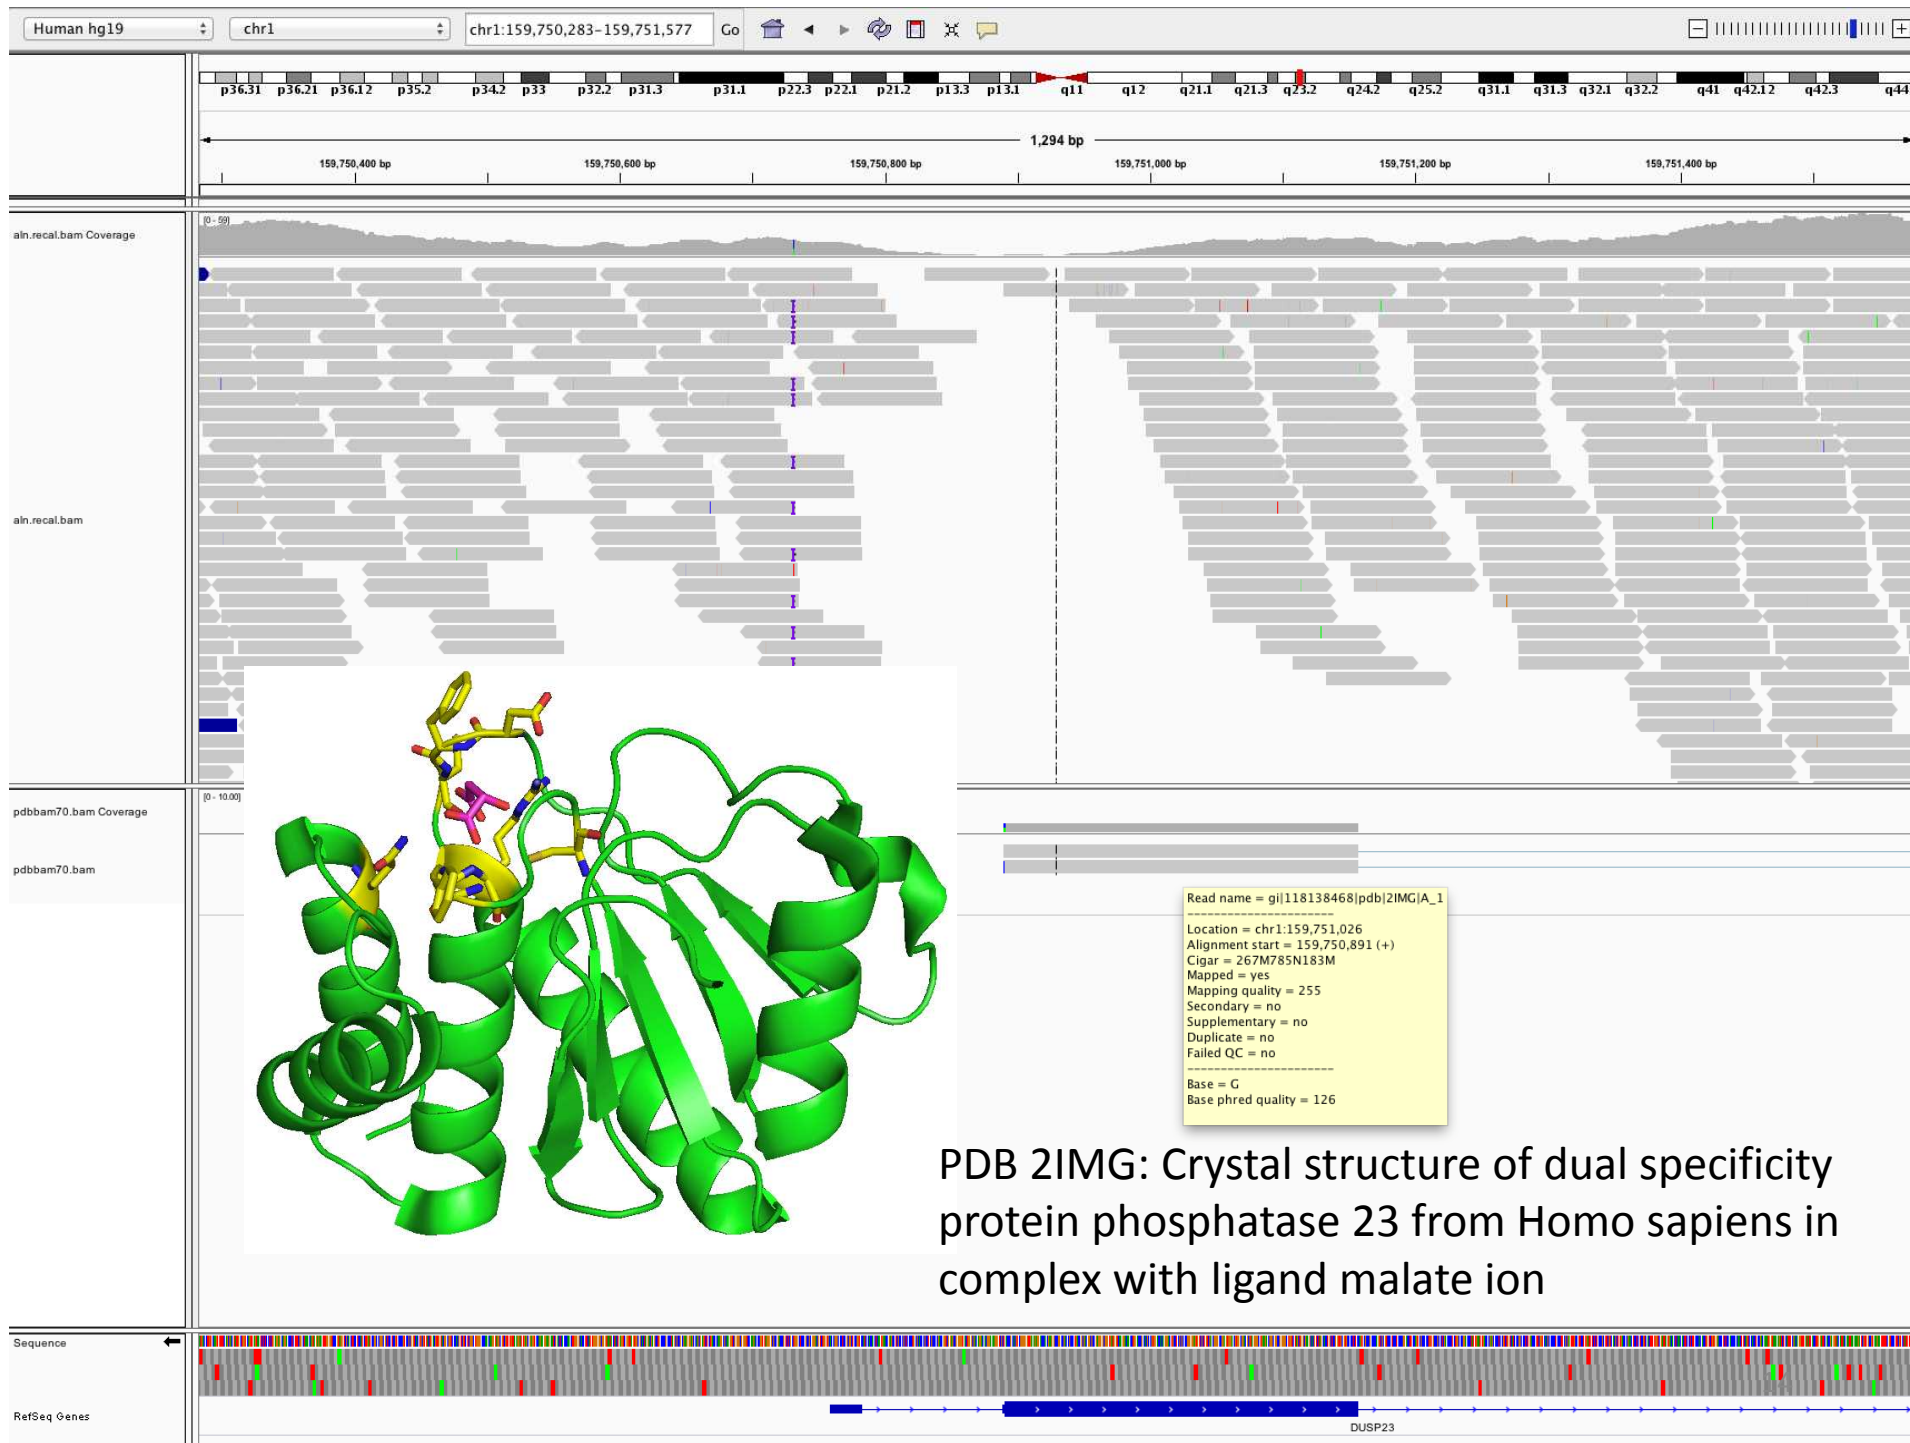 Human hg19 chr1 chr1:159,750,283-159,751,577 Go
p36.31 p36.21 p36.12 p35.2 p34.2 p33 p32.2 p31.3 p31.1 p22.3 p22.1 p21.2 p13.3 p13.1 q11 q12 q21.1 q21.3 q23.2 q24.2 q25.2 q31.1 q31.3 q32.1 q32.2 q41 q42.12 q42.3 q44
1,294 bp
159,750,400 bp 159,750,600 bp 159,750,800 bp 159,751,000 bp 159,751,200 bp 159,751,400 bp
[0 - 59]
aln.recal.bam Coverage
aln.recal.bam
[0 - 10.00]
pdbbam70.bam Coverage
pdbbam70.bam
Read name = gi|118138468|pdb|2IMG|A_1
----------------------
Location = chr1:159,751,026
Alignment start = 159,750,891 (+)
Cigar = 267M785N183M
Mapped = yes
Mapping quality = 255
Secondary = no
Supplementary = no
Duplicate = no
Failed QC = no
----------------------
Base = G
Base phred quality = 126
PDB 2IMG: Crystal structure of dual specificity
protein phosphatase 23 from Homo sapiens in
complex with ligand malate ion
Sequence
RefSeq Genes
DUSP23